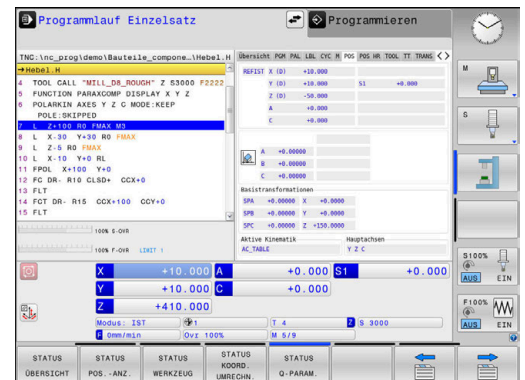 Programmlauf Einzelsatz
Programmieren
TNC:\nc_prog\demo\Bauteile_compone…\Hebel.H
→Hebel.H
4 TOOL CALL "MILL_D8_ROUGH" Z S3000 F2222
5 FUNCTION PARAXCOMP DISPLAY X Y Z
6 POLARKIN AXES Y Z C MODE:KEEP
POLE:SKIPPED
7 L Z+100 R0 FMAX M3
8 L X-30 Y+30 R0 FMAX
9 L Z-5 R0 FMAX
10 L X-10 Y+0 RL
11 FPOL X+100 Y+0
12 FC DR- R10 CLSD+ CCX+0
13 FLT
14 FCT DR- R15 CCX+100 CCY+0
15 FLT
100% S-OVR
100% F-OVR LIMIT 1
Übersicht PGM PAL LBL CYC M POS POS HR TOOL TT TRANS
REFIST X (D) +10.000
Y (D) +10.000 S1 +0.000
Z (D) -50.000
A +0.000
C +0.000
A +0.00000
B +0.00000
C +0.00000
Basistransformationen
SPA +0.00000 X +0.0000
SPB +0.00000 Y +0.0000
SPC +0.00000 Z -150.0000
Aktive Kinematik Hauptachsen
AC_TABLE Y Z C
X +10.000 A +0.000 S1 +0.000
Y +10.000 C +0.000
Z +410.000
Modus: IST 1 T 4 Z S 3000
F 0mm/min Ovr 100% M 5/9
M
S
S100%
AUS EIN
F100%
AUS EIN
STATUS ÜBERSICHT
STATUS POS.-ANZ.
STATUS WERKZEUG
STATUS KOORD. UMRECHN.
STATUS Q-PARAM.